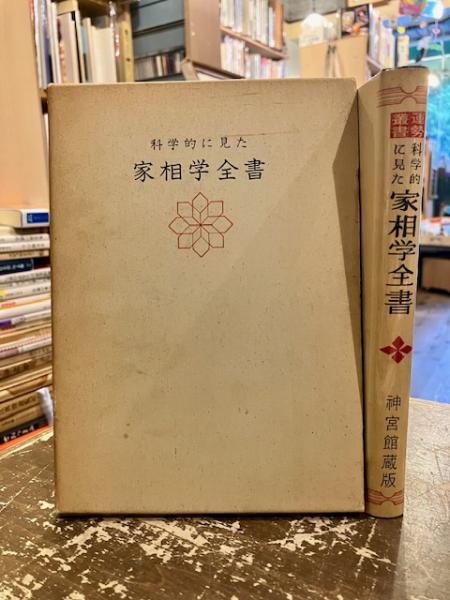 科学的に見た
家相学全書
運勢
叢書
科学的
に見た
家相学全書
神宮館蔵版